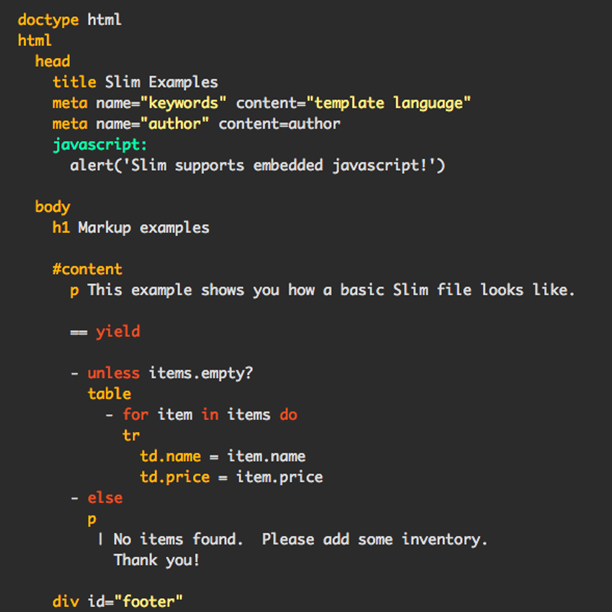 doctype html
html
  head
    title Slim Examples
    meta name="keywords" content="template language"
    meta name="author" content=author
    javascript:
      alert('Slim supports embedded javascript!')

  body
    h1 Markup examples

    #content
      p This example shows you how a basic Slim file looks like.

      == yield

      - unless items.empty?
        table
          - for item in items do
            tr
              td.name = item.name
              td.price = item.price
      - else
        p
         | No items found.  Please add some inventory.
           Thank you!

    div id="footer"